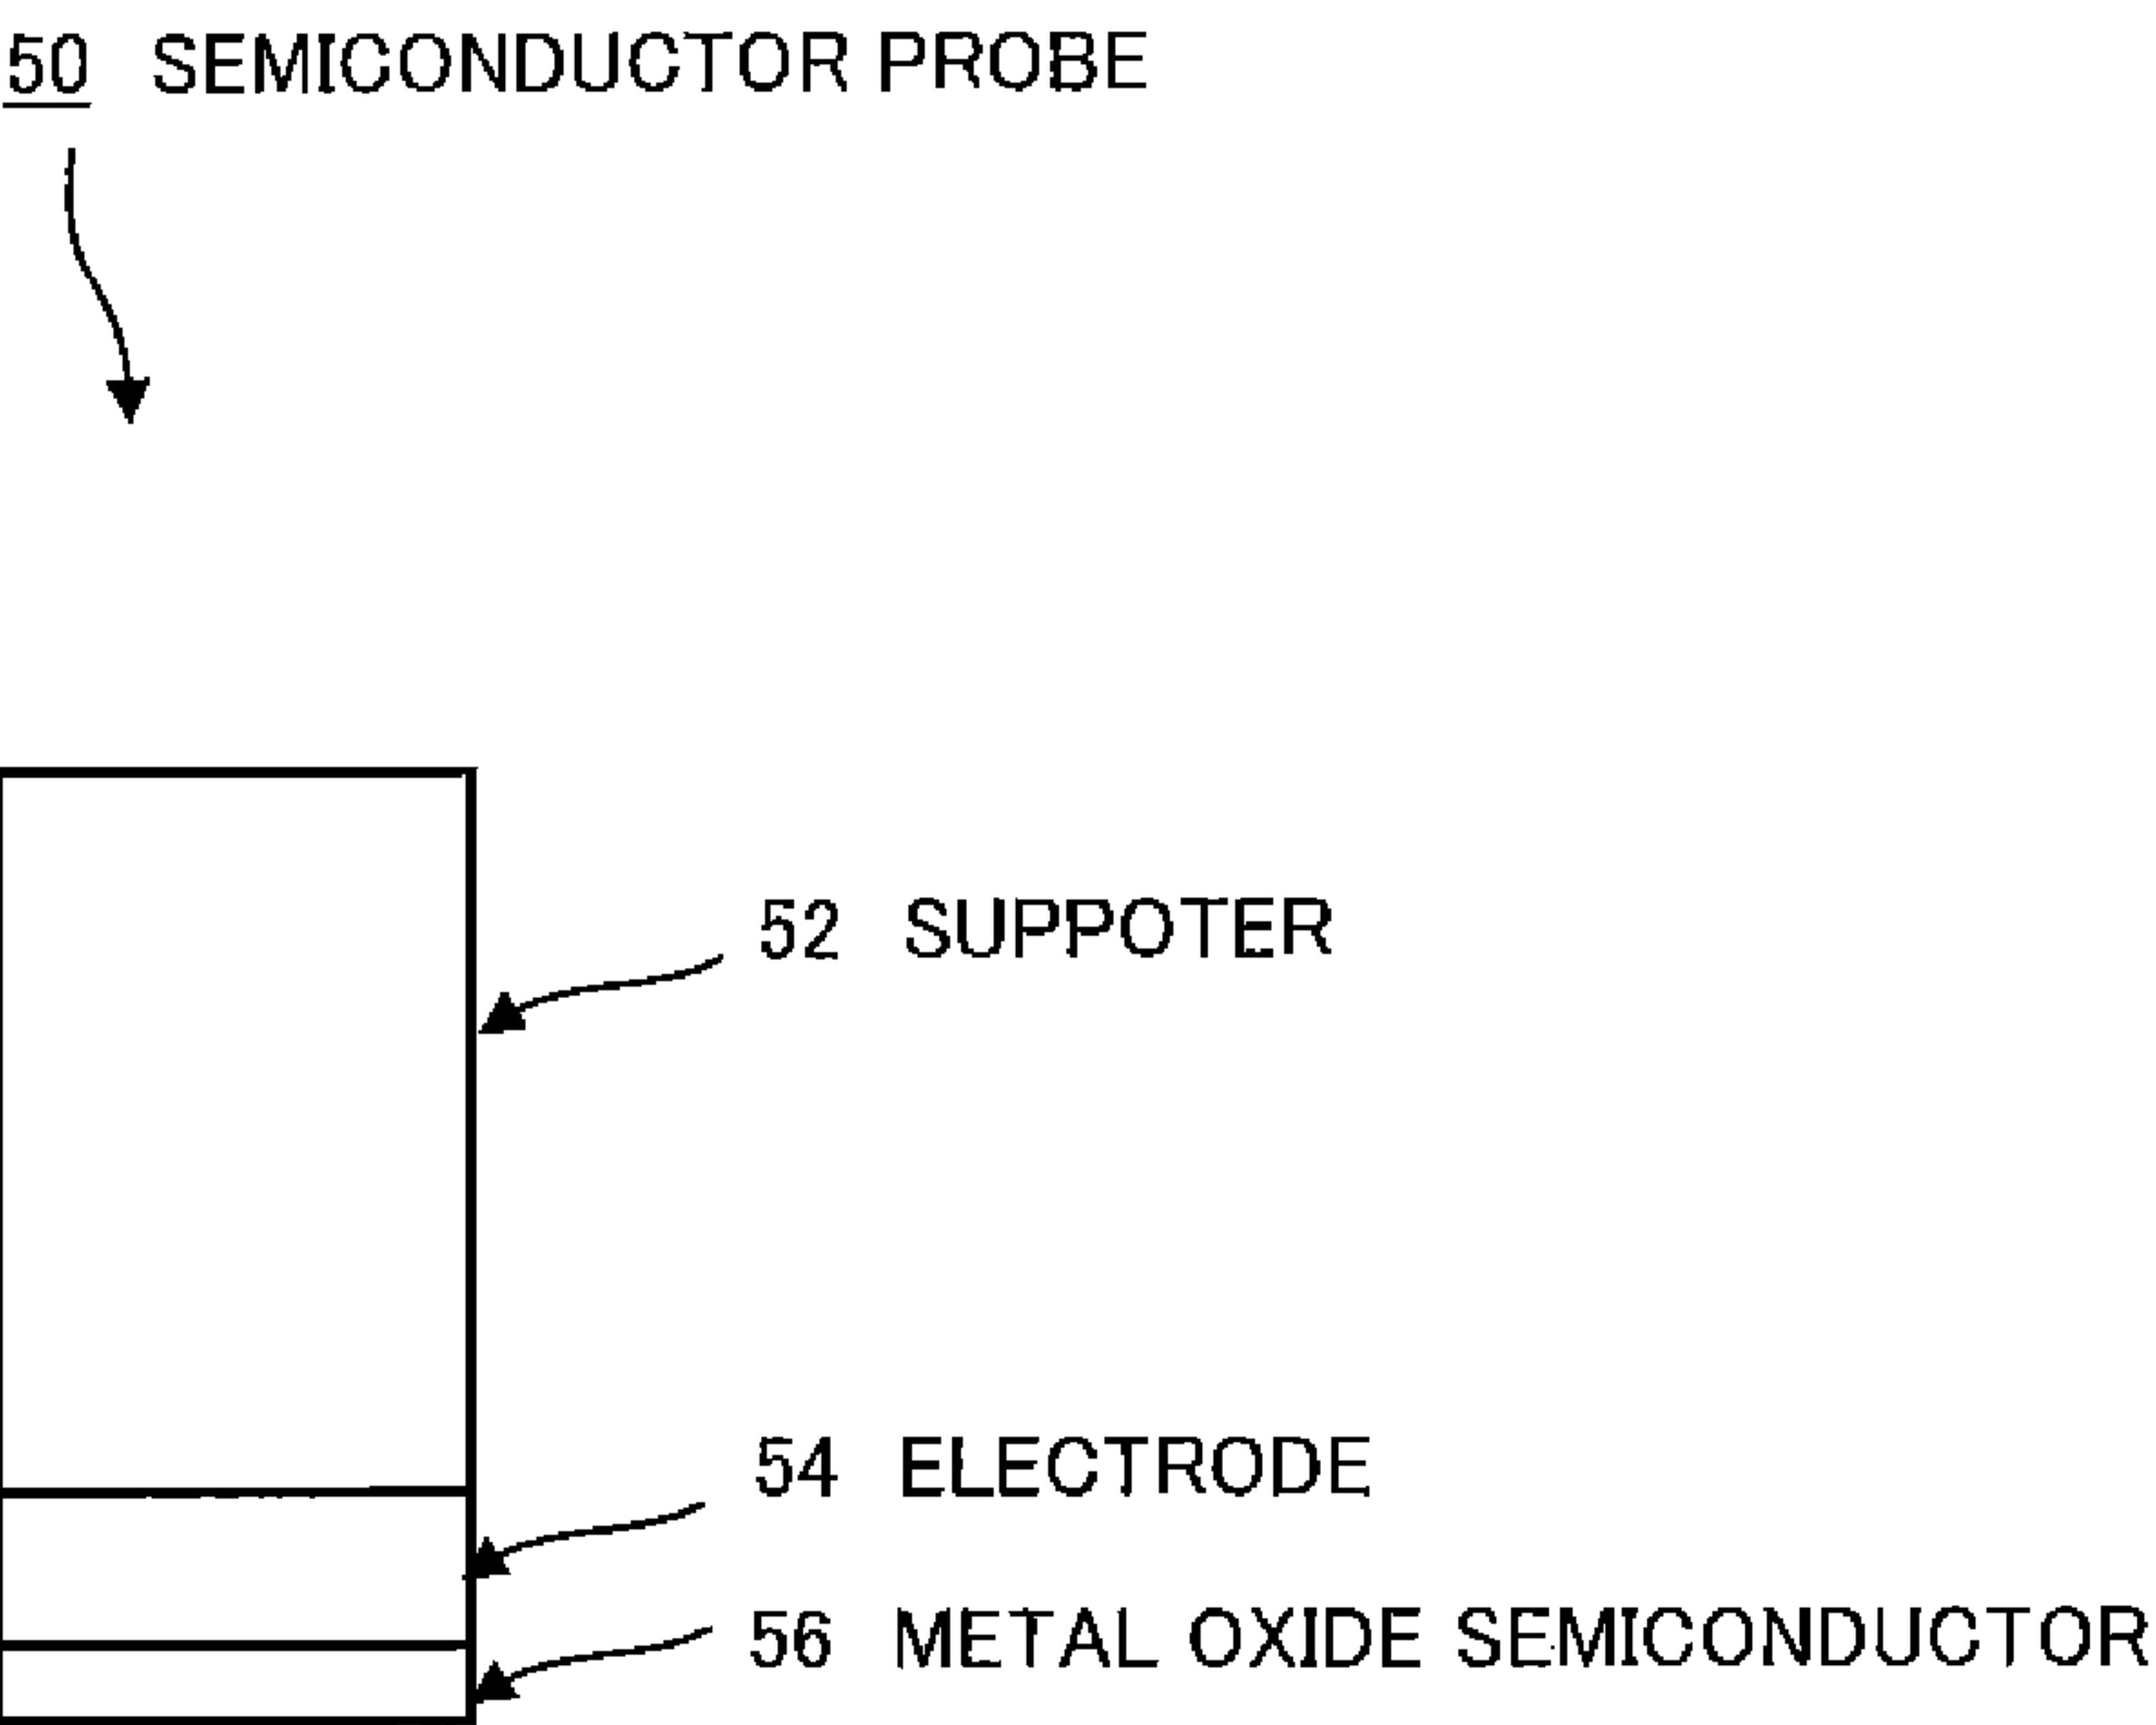 50 SEMICONDUCTOR PROBE
52 SUPPOTER
54 ELECTRODE
56 METAL OXIDE SEMICONDUCTOR